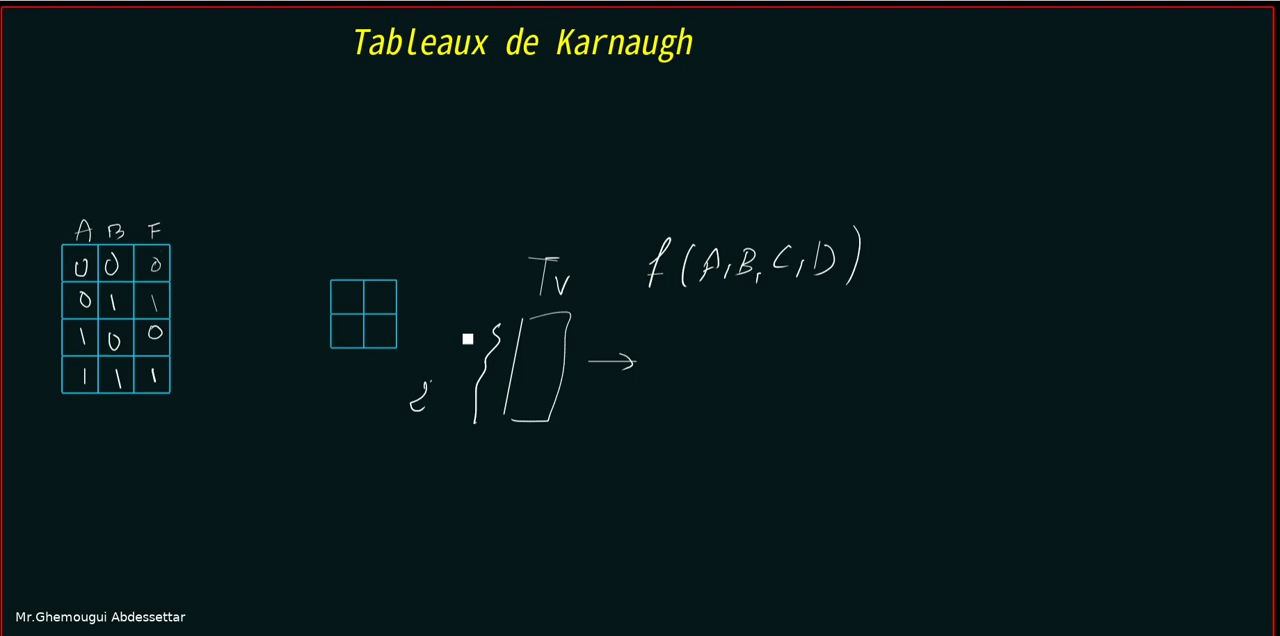 Tableaux de Karnaugh
A B F
0 0 0
0 1 1
1 0 0
1 1 1
Tv
f(A,B,C,D)
2
Mr.Ghemougui Abdessettar